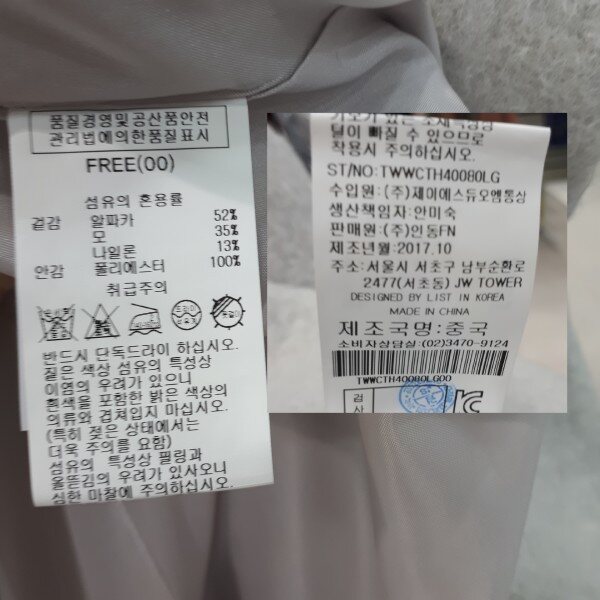 품질경영및공산품안전
관리법에의한품질표시
FREE(00)
섬유의 혼용률
겉감 알파카 52%
모 35%
나일론 13%
안감 폴리에스터 100%
취급주의
드라이
반드시 단독드라이 하십시오.
짙은 색상 섬유의 특성상
이염의 우려가 있으니
흰색을 포함한 밝은 색상의
의류와 겹쳐입지 마십시오.
(특히 젖은 상태에서는
더욱 주의를 요함)
섬유의 특성상 필링과
올뜯김의 우려가 있사오니
심한 마찰에 주의하십시오.
털이 빠질 수 있으므로
착용시 주의하십시오.
ST/NO: TWWCTH40080LG
수입원: (주)제이에스듀오엠통상
생산책임자: 안미숙
판매원: (주)인동FN
제조년월: 2017.10
주소: 서울시 서초구 남부순환로
2477(서초동) JW TOWER
DESIGNED BY LIST IN KOREA
MADE IN CHINA
제조국명: 중국
소비자상담실: (02)3470-9124
TWWCTH40080LG00
검
사